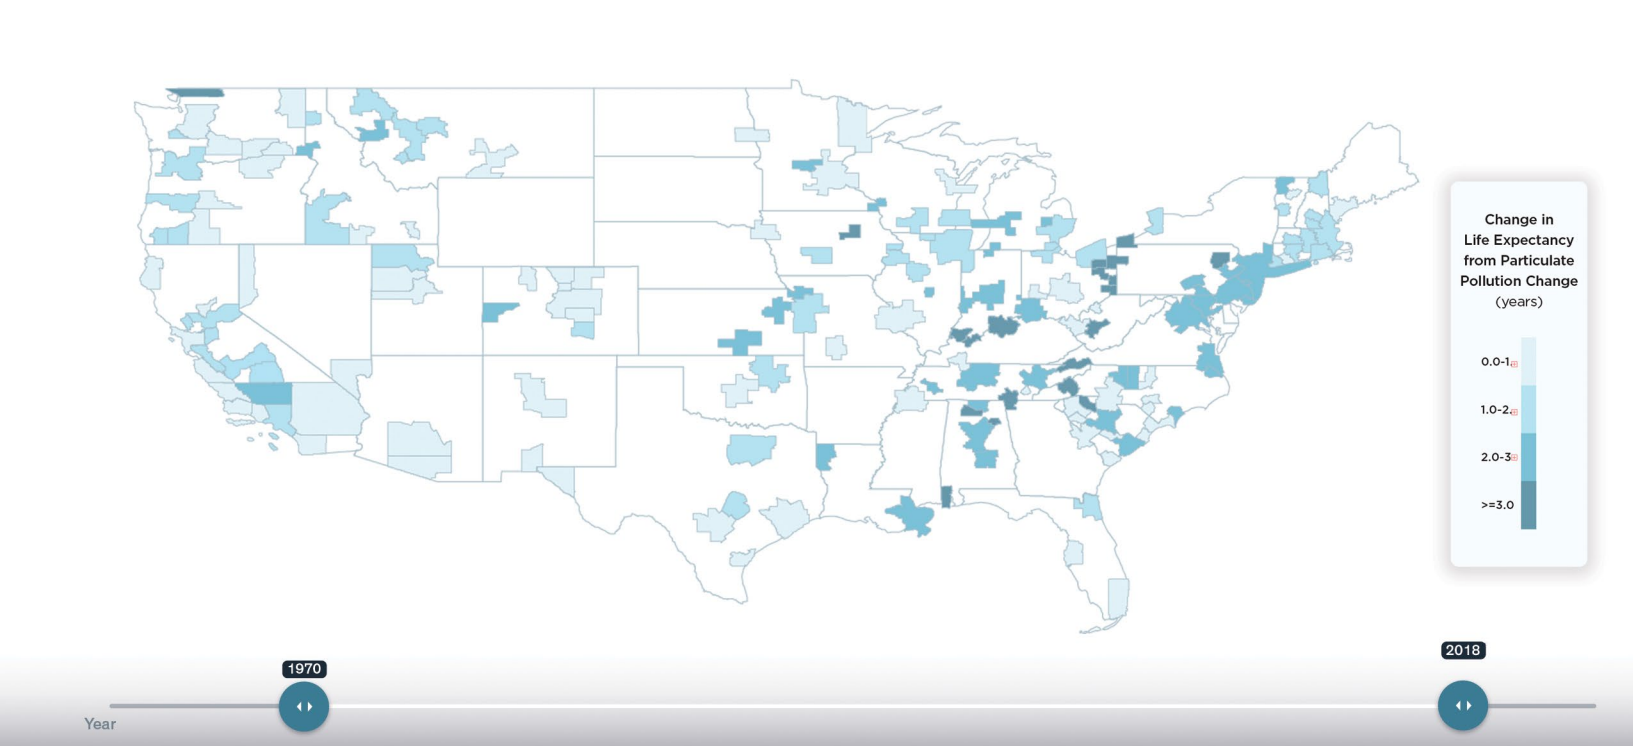 Change in
Life Expectancy
from Particulate
Pollution Change
(years)
0.0-1.
1.0-2.
2.0-3
>=3.0
1970
2018
Year